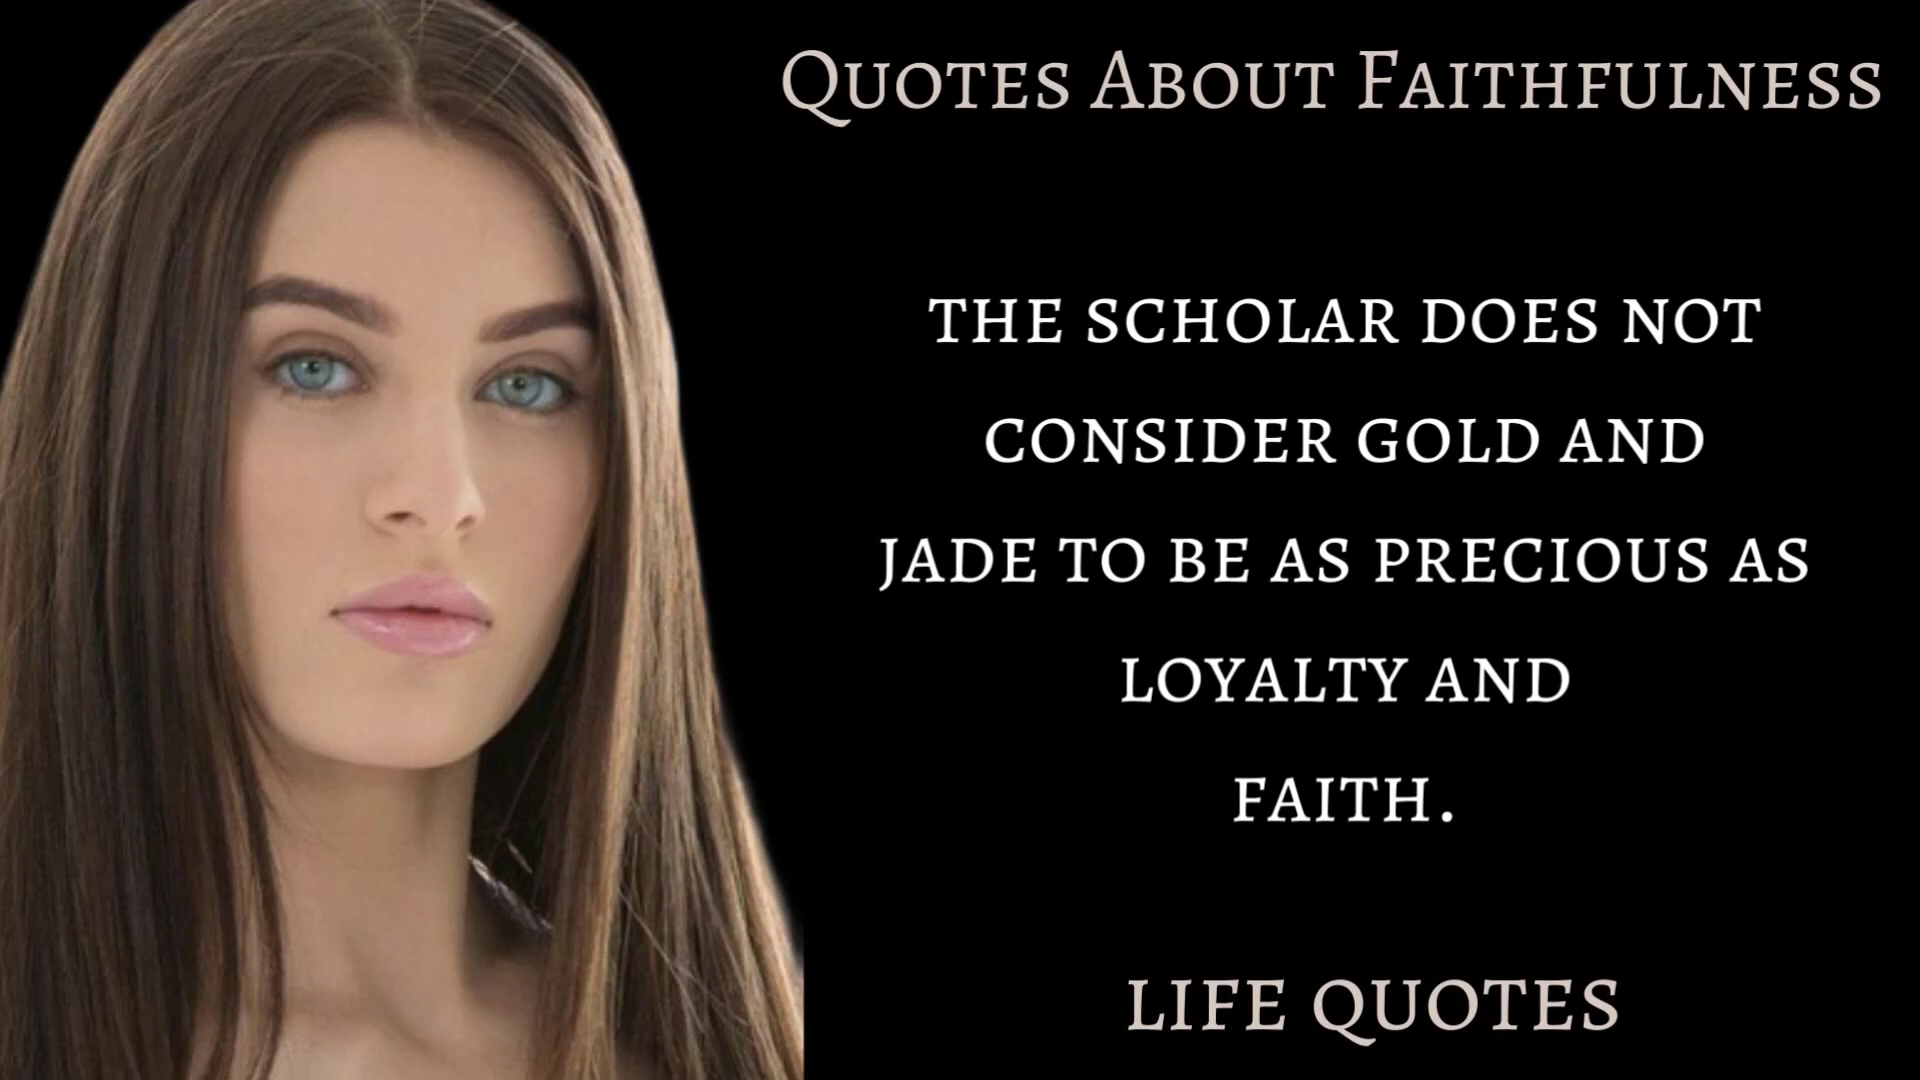 Quotes About Faithfulness
THE SCHOLAR DOES NOT
CONSIDER GOLD AND
JADE TO BE AS PRECIOUS AS
LOYALTY AND
FAITH.
LIFE QUOTES